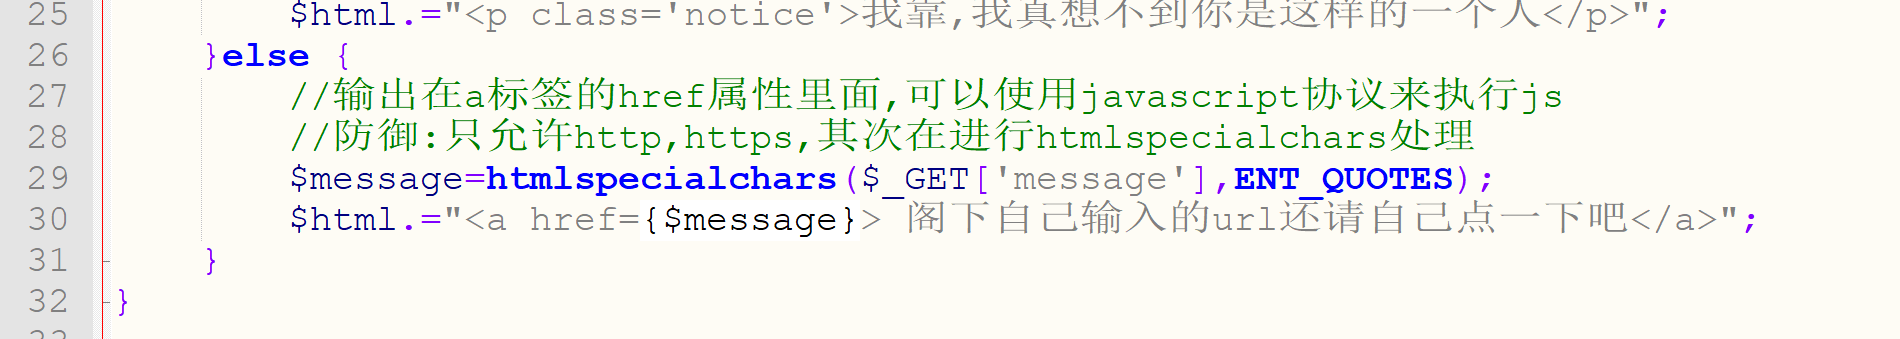 25 $html.="<p class='notice'>我靠,我真想不到你是这样的一个人</p>";
26 }else {
27 //输出在a标签的href属性里面,可以使用javascript协议来执行js
28 //防御:只允许http,https,其次在进行htmlspecialchars处理
29 $message=htmlspecialchars($_GET['message'],ENT_QUOTES);
30 $html.="<a href={$message}> 阁下自己输入的url还请自己点一下吧</a>";
31 }
32 }
33